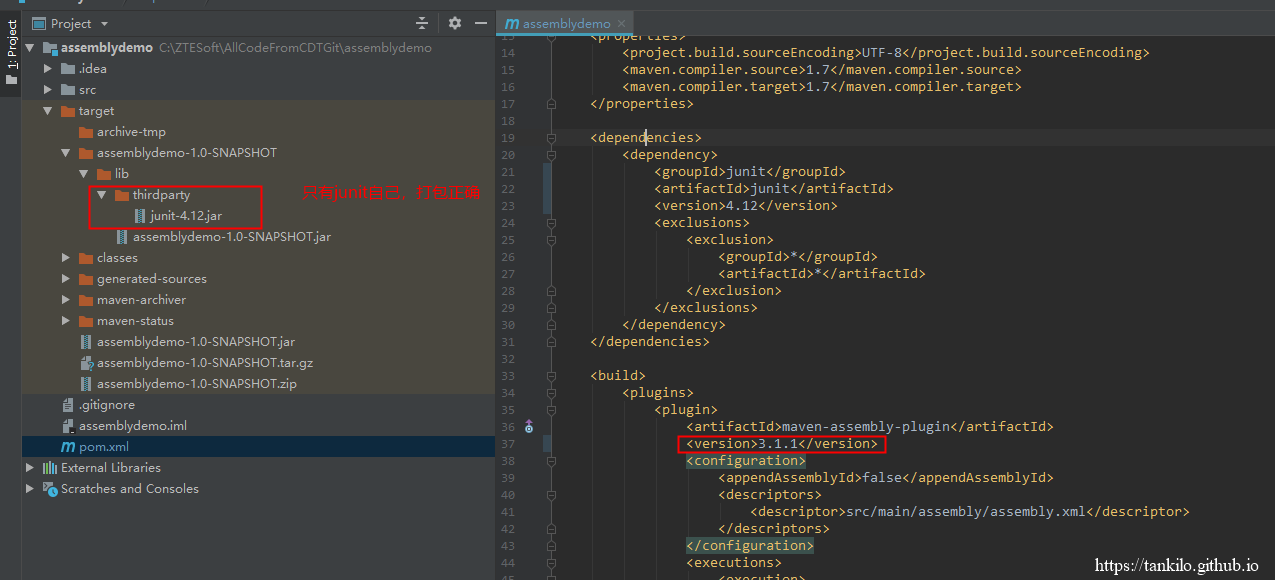 1: Project
Project
assemblydemo C:\ZTESoft\AllCodeFromCDTGit\assemblydemo
.idea
src
target
archive-tmp
assemblydemo-1.0-SNAPSHOT
lib
thirdparty
junit-4.12.jar
assemblydemo-1.0-SNAPSHOT.jar
classes
generated-sources
maven-archiver
maven-status
assemblydemo-1.0-SNAPSHOT.jar
assemblydemo-1.0-SNAPSHOT.tar.gz
assemblydemo-1.0-SNAPSHOT.zip
.gitignore
assemblydemo.iml
m pom.xml
External Libraries
Scratches and Consoles
只有junit自己，打包正确
m assemblydemo
13 <properties>
14 <project.build.sourceEncoding>UTF-8</project.build.sourceEncoding>
15 <maven.compiler.source>1.7</maven.compiler.source>
16 <maven.compiler.target>1.7</maven.compiler.target>
17 </properties>
18
19 <dependencies>
20 <dependency>
21 <groupId>junit</groupId>
22 <artifactId>junit</artifactId>
23 <version>4.12</version>
24 <exclusions>
25 <exclusion>
26 <groupId>*</groupId>
27 <artifactId>*</artifactId>
28 </exclusion>
29 </exclusions>
30 </dependency>
31 </dependencies>
32
33 <build>
34 <plugins>
35 <plugin>
36 <artifactId>maven-assembly-plugin</artifactId>
37 <version>3.1.1</version>
38 <configuration>
39 <appendAssemblyId>false</appendAssemblyId>
40 <descriptors>
41 <descriptor>src/main/assembly/assembly.xml</descriptor>
42 </descriptors>
43 </configuration>
44 <executions>
45 <execution>
https://tankilo.github.io